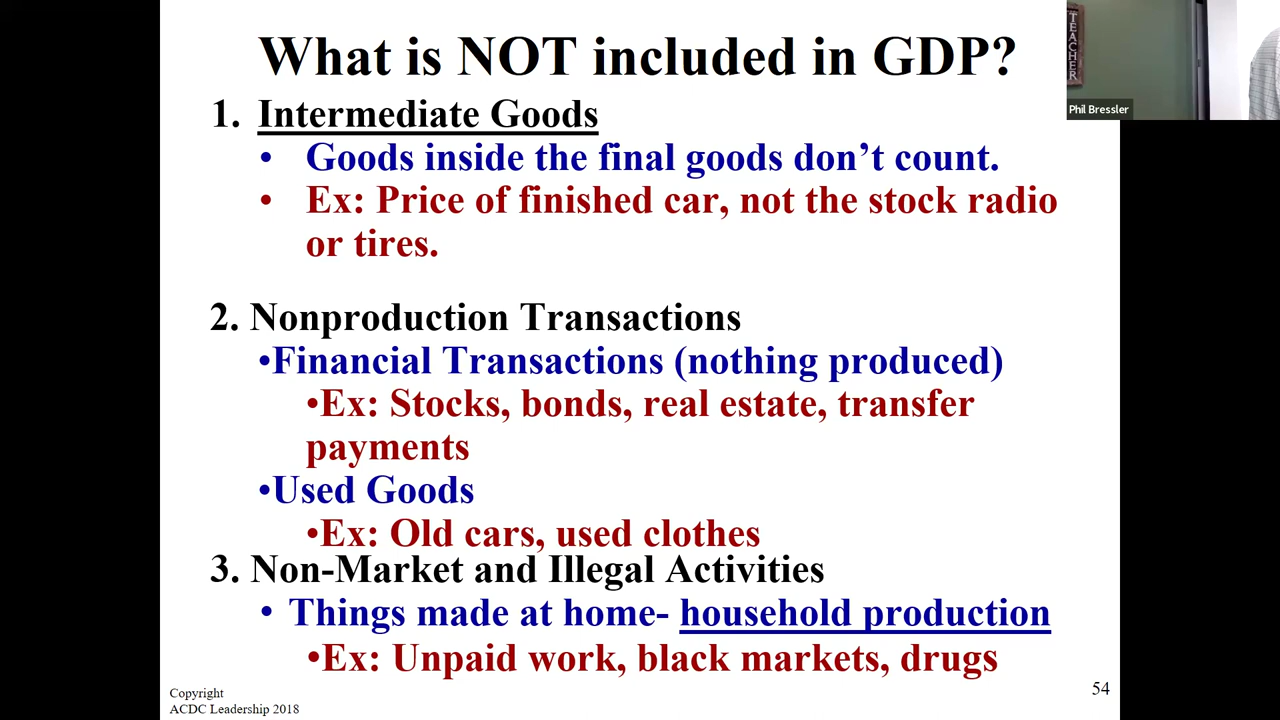 What is NOT included in GDP?
TEACHER
Phil Bressler
1. Intermediate Goods
• Goods inside the final goods don’t count.
• Ex: Price of finished car, not the stock radio
or tires.
2. Nonproduction Transactions
•Financial Transactions (nothing produced)
•Ex: Stocks, bonds, real estate, transfer
payments
•Used Goods
•Ex: Old cars, used clothes
3. Non-Market and Illegal Activities
• Things made at home- household production
•Ex: Unpaid work, black markets, drugs
Copyright
ACDC Leadership 2018
54